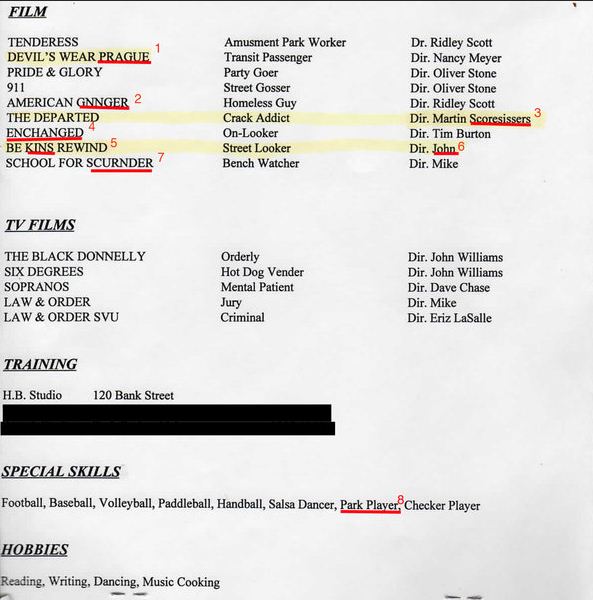 FILM
TENDERESS Amusment Park Worker Dr. Ridley Scott
DEVIL'S WEAR PRAGUE 1 Transit Passenger Dir. Nancy Meyer
PRIDE & GLORY Party Goer Dir. Oliver Stone
911 Street Gosser Dir. Oliver Stone
AMERICAN GNNGER 2 Homeless Guy Dir. Ridley Scott
THE DEPARTED Crack Addict Dir. Martin Scoresissers 3
ENCHANGED 4 On-Looker Dir. Tim Burton
BE KINS REWIND 5 Street Looker Dir. John 6
SCHOOL FOR SCURNDER 7 Bench Watcher Dir. Mike
TV FILMS
THE BLACK DONNELLY Orderly Dir. John Williams
SIX DEGREES Hot Dog Vender Dir. John Williams
SOPRANOS Mental Patient Dir. Dave Chase
LAW & ORDER Jury Dir. Mike
LAW & ORDER SVU Criminal Dir. Eriz LaSalle
TRAINING
H.B. Studio 120 Bank Street
SPECIAL SKILLS
Football, Baseball, Volleyball, Paddleball, Handball, Salsa Dancer, Park Player, 8 Checker Player
HOBBIES
Reading, Writing, Dancing, Music Cooking